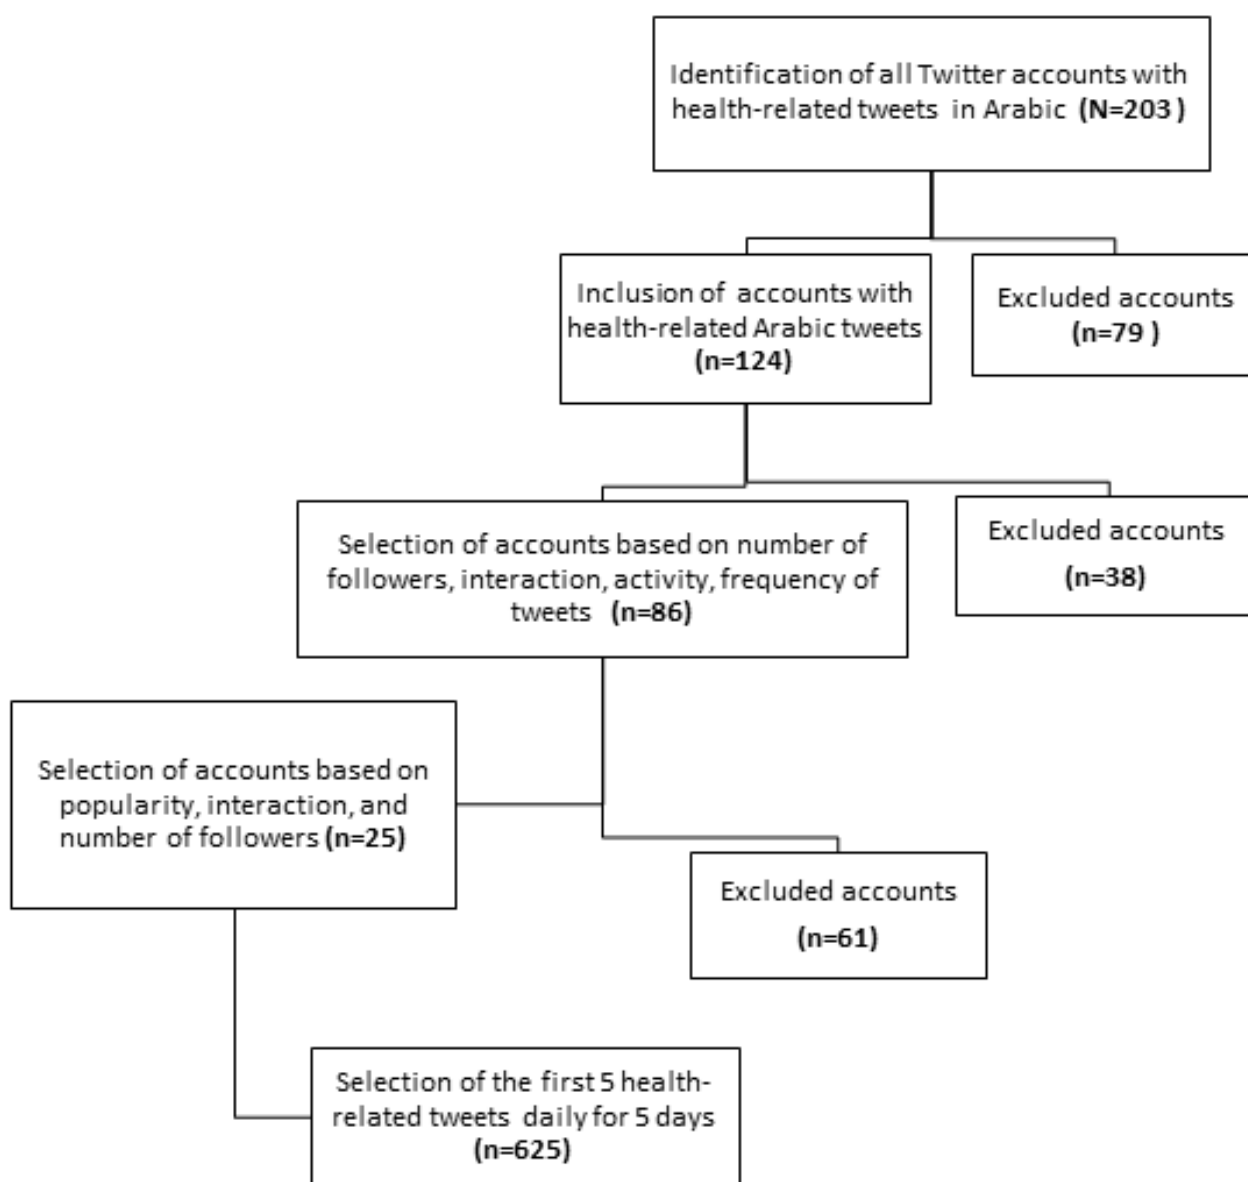 Identification of all Twitter accounts with
health-related tweets in Arabic (N=203 )
Inclusion of accounts with
health-related Arabic tweets
(n=124)
Excluded accounts
(n=79 )
Selection of accounts based on number of
followers, interaction, activity, frequency of
tweets (n=86)
Excluded accounts
(n=38)
Selection of accounts based on
popularity, interaction, and
number of followers (n=25)
Excluded accounts
(n=61)
Selection of the first 5 health-
related tweets daily for 5 days
(n=625)